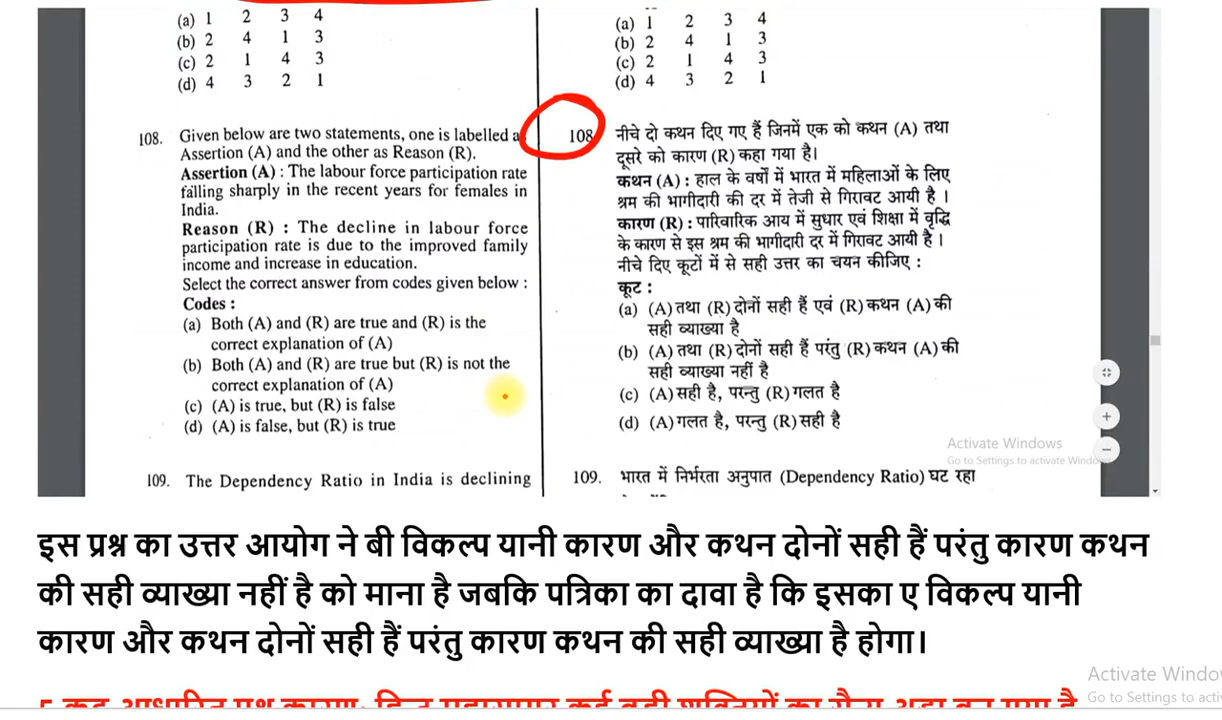 (a) 1 2 3 4
(b) 2 4 1 3
(c) 2 1 4 3
(d) 4 3 2 1
108. Given below are two statements, one is labelled
Assertion (A) and the other as Reason (R).
Assertion (A) : The labour force participation rate
falling sharply in the recent years for females in
India.
Reason (R) : The decline in labour force
participation rate is due to the improved family
income and increase in education.
Select the correct answer from codes given below :
Codes :
(a) Both (A) and (R) are true and (R) is the
correct explanation of (A)
(b) Both (A) and (R) are true but (R) is not the
correct explanation of (A)
(c) (A) is true, but (R) is false
(d) (A) is false, but (R) is true
109. The Dependency Ratio in India is declining
(a) 1 2 3 4
(b) 2 4 1 3
(c) 2 1 4 3
(d) 4 3 2 1
108 नीचे दो कथन दिए गए हैं जिनमें एक को कथन (A) तथा
दूसरे को कारण (R) कहा गया है।
कथन (A) : हाल के वर्षों में भारत में महिलाओं के लिए
श्रम की भागीदारी की दर में तेजी से गिरावट आयी है ।
कारण (R) : पारिवारिक आय में सुधार एवं शिक्षा में वृद्धि
के कारण से इस श्रम की भागीदारी दर में गिरावट आयी है ।
नीचे दिए कूटों में से सही उत्तर का चयन कीजिए :
कूट :
(a) (A) तथा (R) दोनों सही हैं एवं (R) कथन (A) की
सही व्याख्या है
(b) (A) तथा (R) दोनों सही हैं परंतु (R) कथन (A) की
सही व्याख्या नहीं है
(c) (A) सही है, परन्तु (R) गलत है
(d) (A) गलत है, परन्तु (R) सही है
109. भारत में निर्भरता अनुपात (Dependency Ratio) घट रहा
Activate Windows
Go to Settings to activate Windo
इस प्रश्न का उत्तर आयोग ने बी विकल्प यानी कारण और कथन दोनों सही हैं परंतु कारण कथन
की सही व्याख्या नहीं है को माना है जबकि पत्रिका का दावा है कि इसका ए विकल्प यानी
कारण और कथन दोनों सही हैं परंतु कारण कथन की सही व्याख्या है होगा।
Activate Windo
Go to Settings to acti